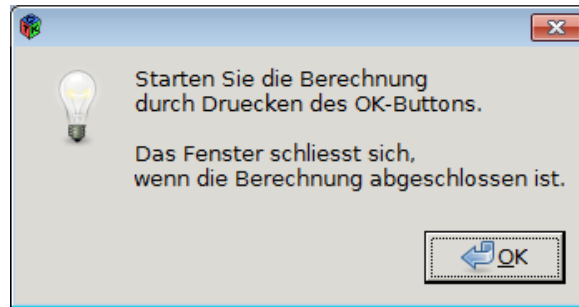 Starten Sie die Berechnung
durch Druecken des OK-Buttons.
Das Fenster schliesst sich,
wenn die Berechnung abgeschlossen ist.
OK